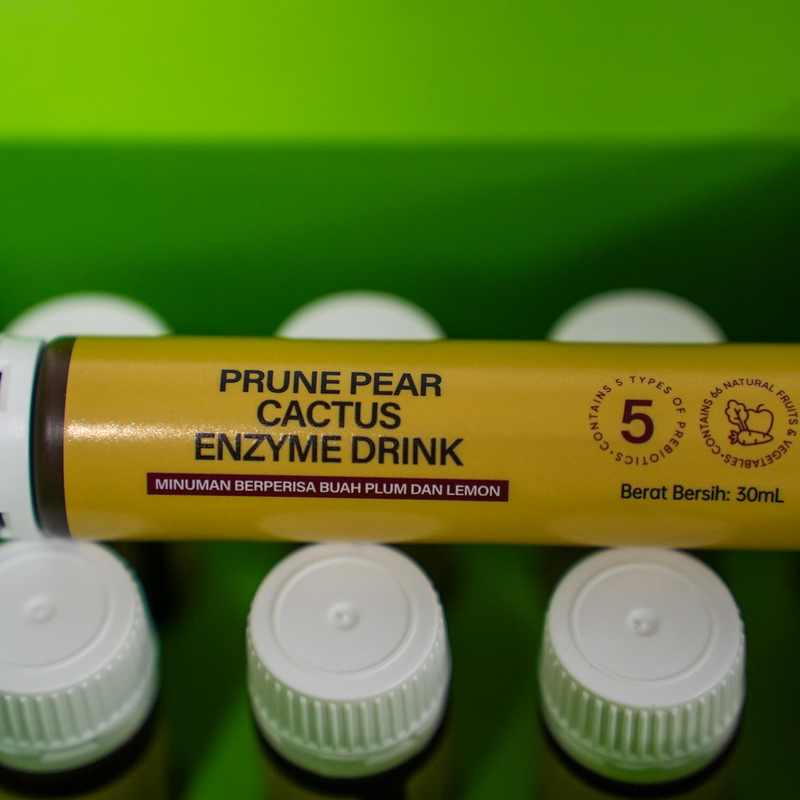 PRUNE PEAR
CACTUS
ENZYME DRINK
MINUMAN BERPERISA BUAH PLUM DAN LEMON
CONTAINS 5 TYPES OF PREBIOTICS
5
CONTAINS 66 NATURAL FRUITS & VEGETABLES
Berat Bersih: 30mL